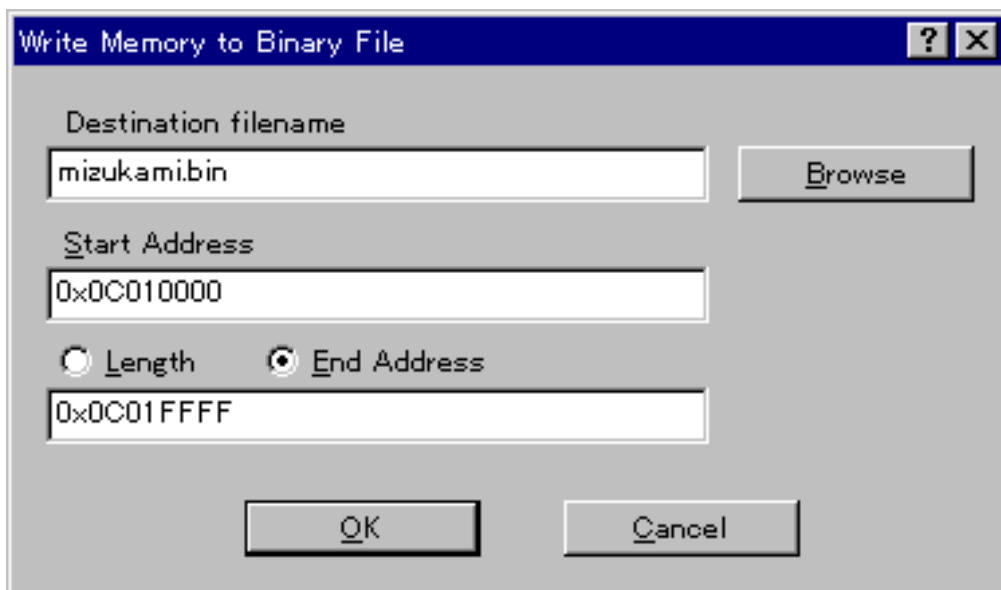 Write Memory to Binary File
Destination filename
mizukami.bin
Browse
Start Address
0x0C010000
Length End Address
0x0C01FFFF
OK Cancel